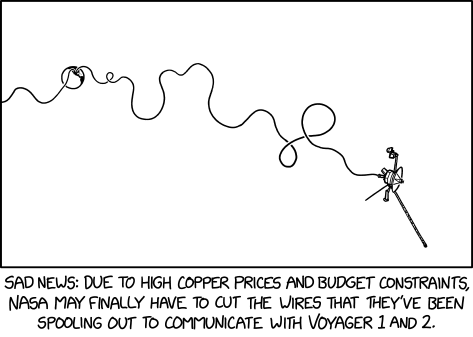 SAD NEWS: DUE TO HIGH COPPER PRICES AND BUDGET CONSTRAINTS,
NASA MAY FINALLY HAVE TO CUT THE WIRES THAT THEY'VE BEEN
SPOOLING OUT TO COMMUNICATE WITH VOYAGER 1 AND 2.